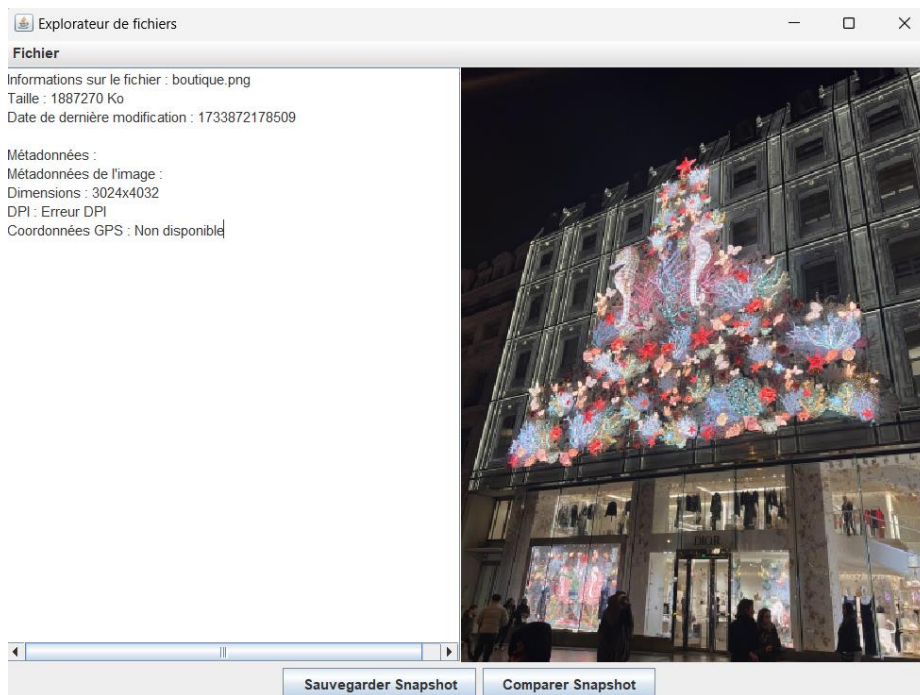 Explorateur de fichiers
Fichier
Informations sur le fichier : boutique.png
Taille : 1887270 Ko
Date de dernière modification : 1733872178509
Métadonnées :
Métadonnées de l'image :
Dimensions : 3024x4032
DPI : Erreur DPI
Coordonnées GPS : Non disponible
DIOR
Sauvegarder Snapshot
Comparer Snapshot